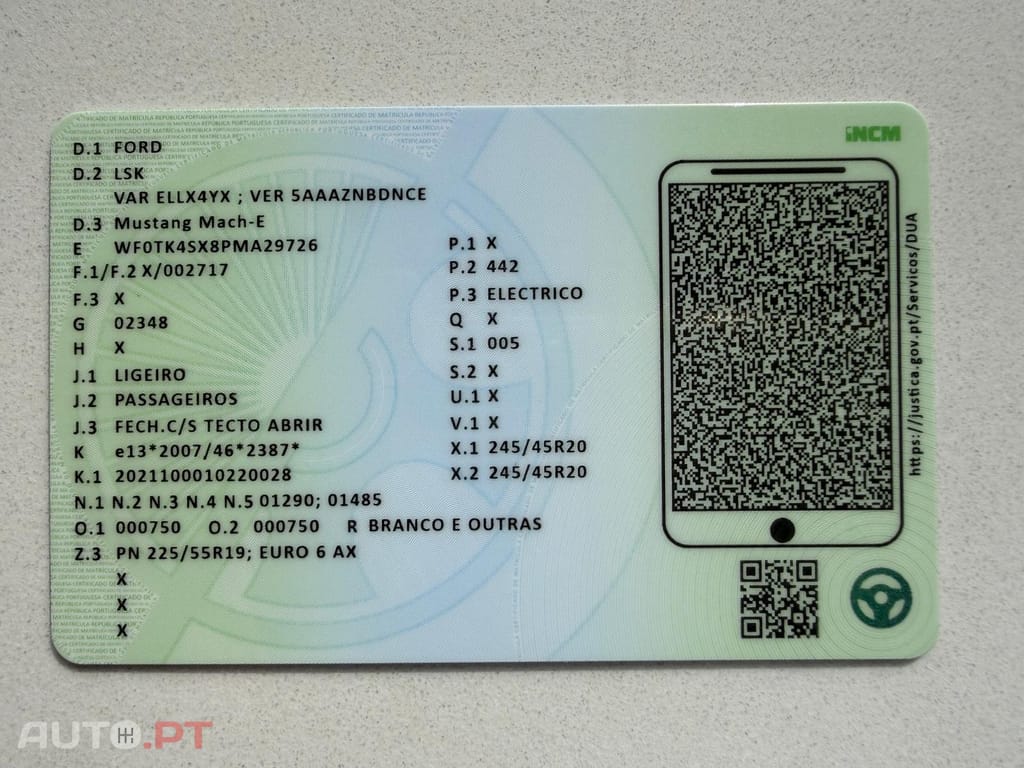 iNCM
D.1 FORD
D.2 LSK
VAR ELLX4YX ; VER 5AAAZNBDNCE
D.3 Mustang Mach-E
E WF0TK4SX8PMA29726
F.1/F.2 X/002717
F.3 X
G 02348
H X
J.1 LIGEIRO
J.2 PASSAGEIROS
J.3 FECH.C/S TECTO ABRIR
K e13*2007/46*2387*
K.1 2021100010220028
N.1 N.2 N.3 N.4 N.5 01290; 01485
O.1 000750 O.2 000750 R BRANCO E OUTRAS
Z.3 PN 225/55R19; EURO 6 AX
X
X
X
P.1 X
P.2 442
P.3 ELECTRICO
Q X
S.1 005
S.2 X
U.1 X
V.1 X
X.1 245/45R20
X.2 245/45R20
https://justica.gov.pt/Servicos/DUA
AUTO.PT